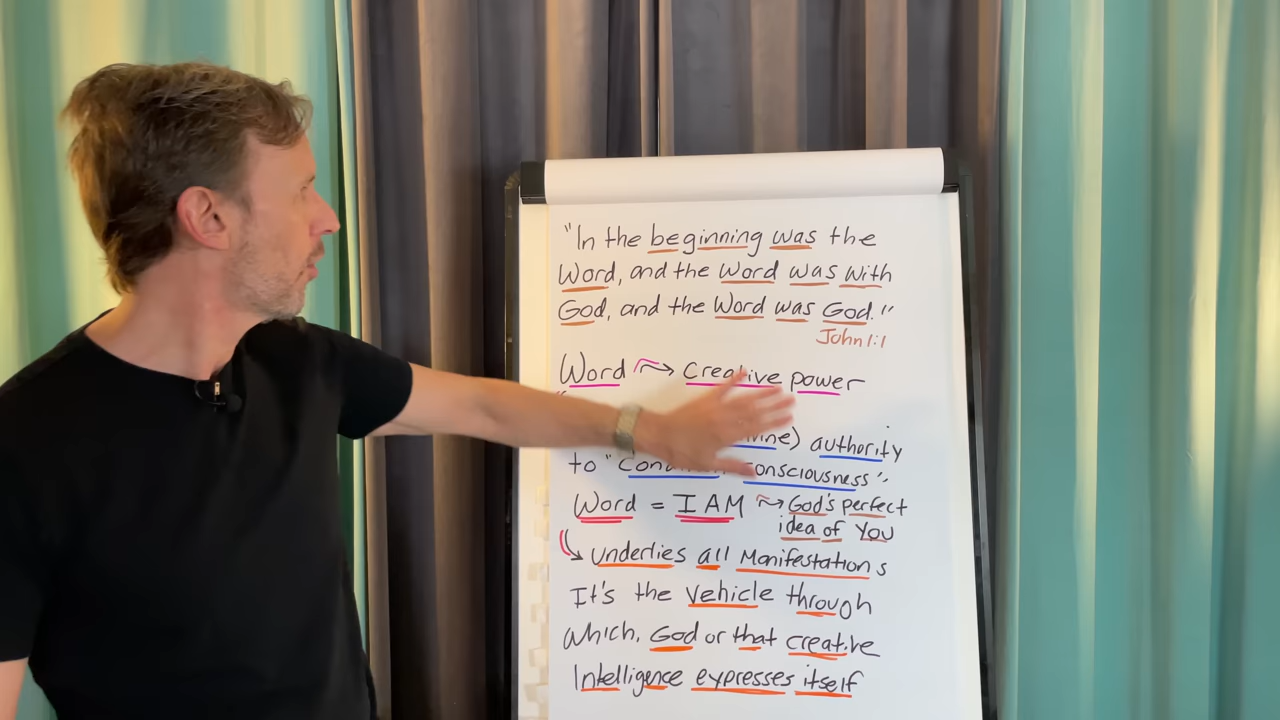 "In the beginning was the
Word, and the Word was with
God, and the Word was God."
John 1:1
Word → Creative power
authority
to "Condition consciousness".
Word = I AM → God's perfect
idea of You
↳ underlies all Manifestations
It's the vehicle through
which, God or that creative
Intelligence expresses itself